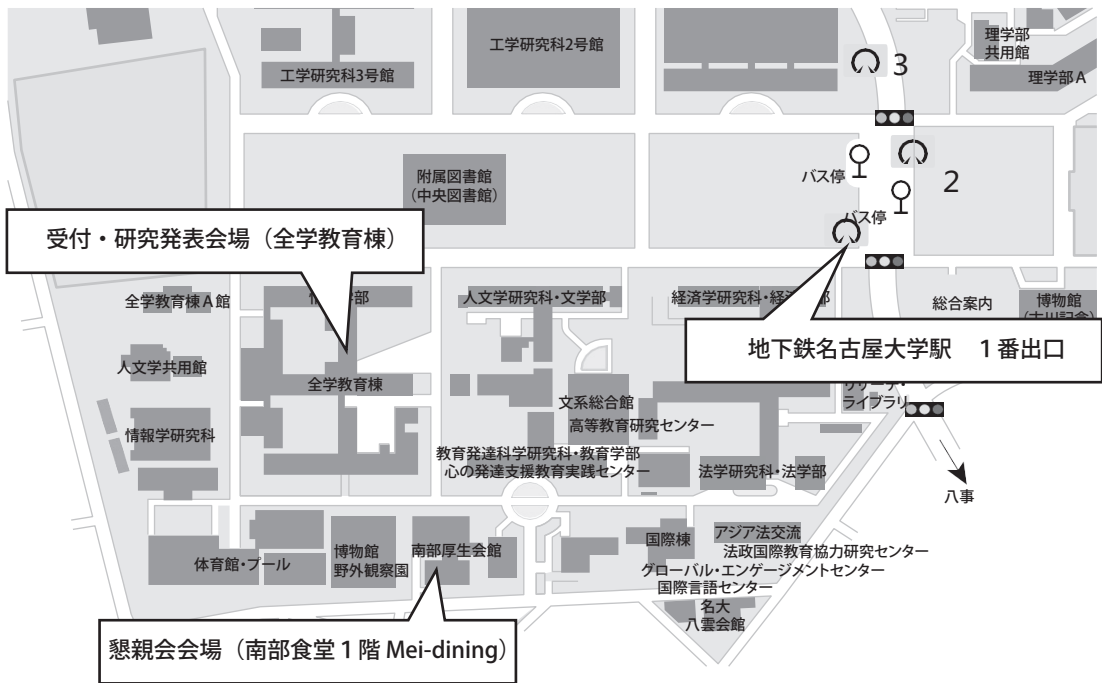 工学研究科2号館
理学部
共用館
工学研究科3号館
3
理学部A
附属図書館
(中央図書館)
バス停
2
バス停
受付・研究発表会場（全学教育棟）
全学教育棟A館
人文学研究科・文学部
経済学研究科・経
部
総合案内
博物館
地下鉄名古屋大学駅　1番出口
人文学共用館
全学教育棟
ライブラリ
文系総合館
高等教育研究センター
情報学研究科
教育発達科学研究科・教育学部
心の発達支援教育実践センター
法学研究科・法学部
八事
体育館・プール
博物館
野外観察園
南部厚生会館
国際棟
アジア法交流
法政国際教育協力研究センター
グローバル・エンゲージメントセンター
国際言語センター
名大
八雲会館
懇親会会場（南部食堂1階 Mei-dining）